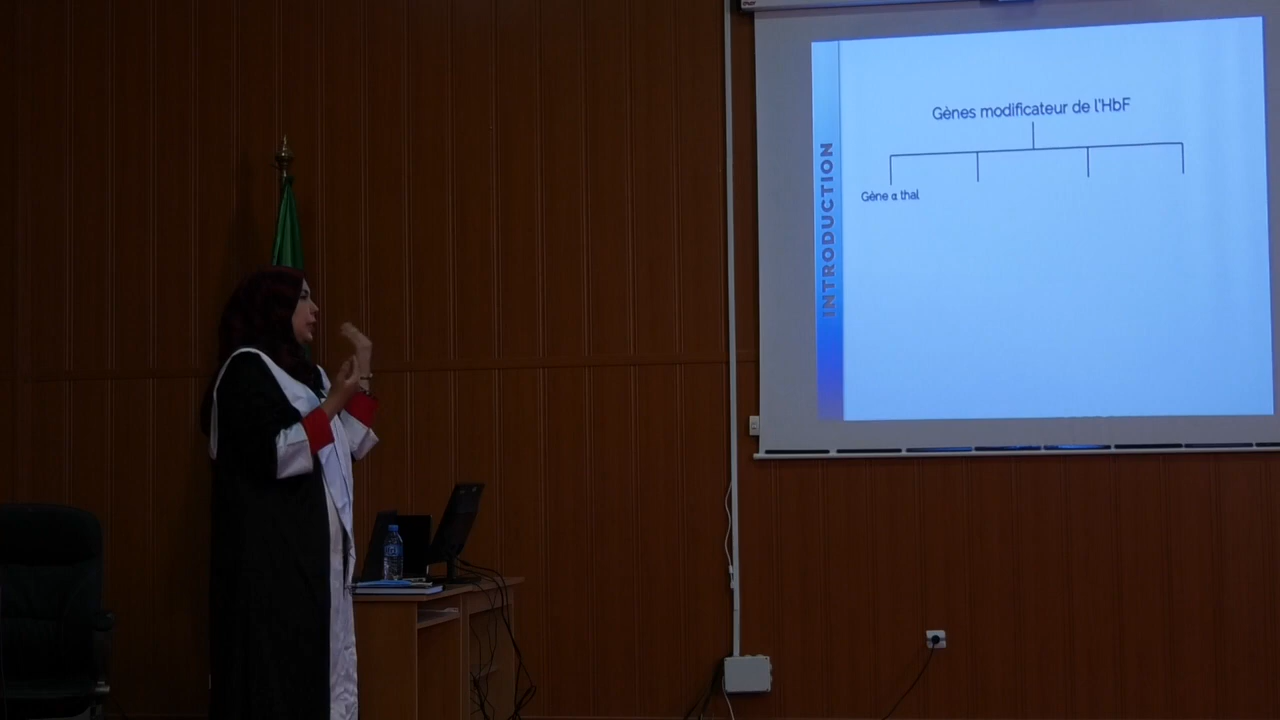 Gènes modificateur de l'HbF
Gène α thal
INTRODUCTION